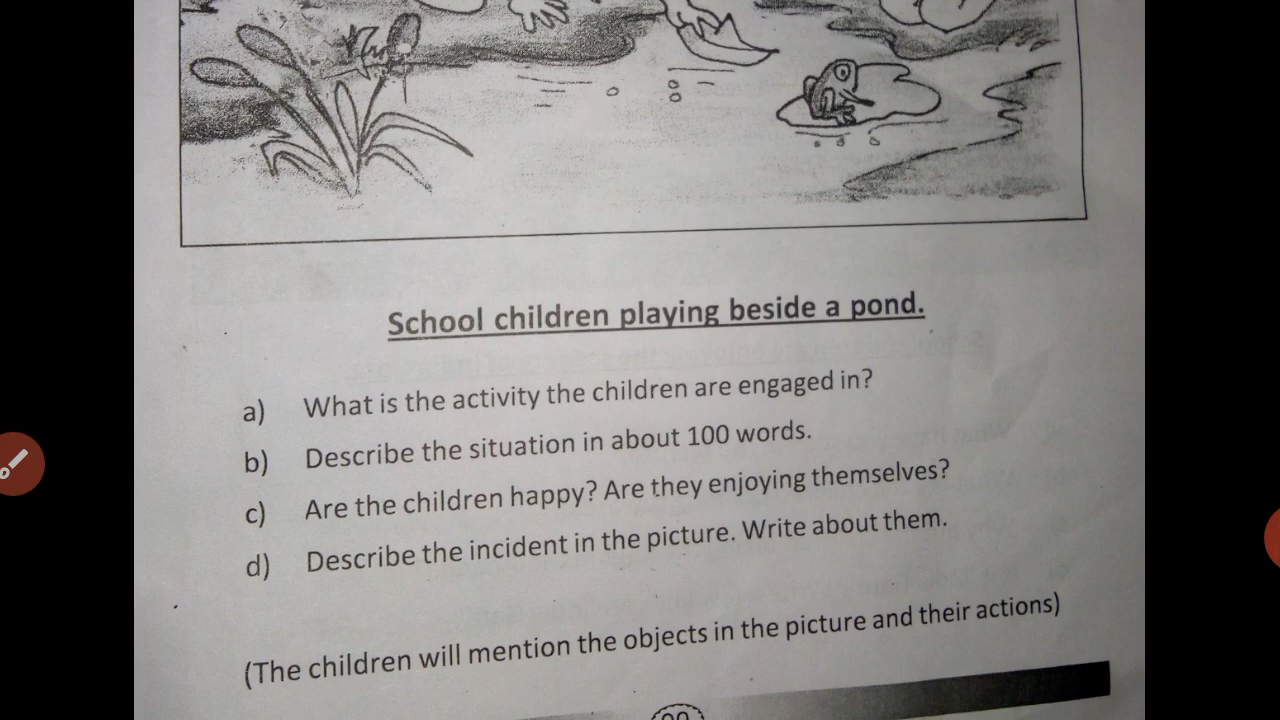 School children playing beside a pond.
a) What is the activity the children are engaged in?
b) Describe the situation in about 100 words.
c) Are the children happy? Are they enjoying themselves?
d) Describe the incident in the picture. Write about them.
(The children will mention the objects in the picture and their actions)